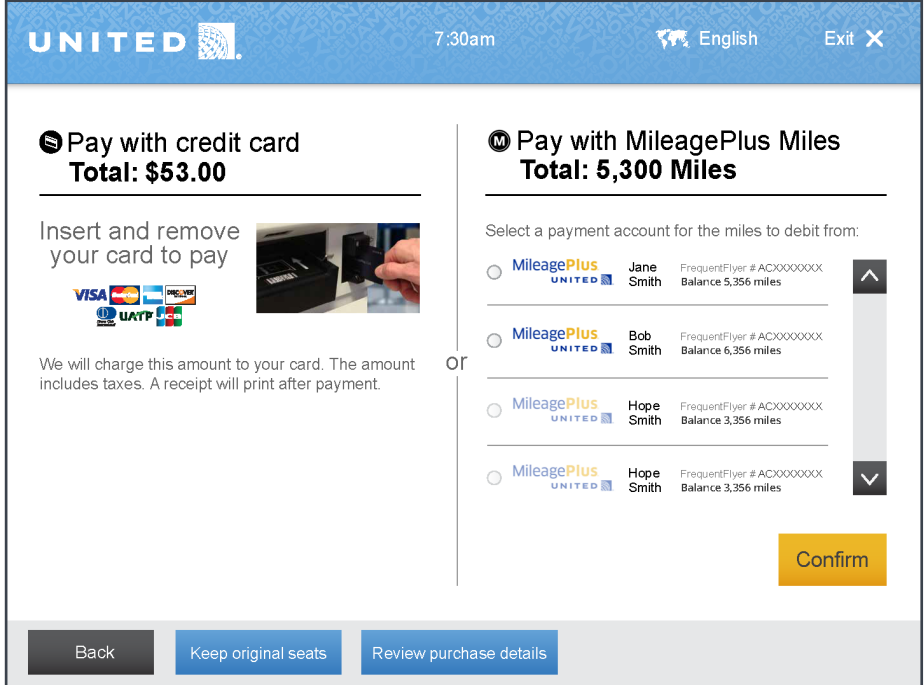 UNITED
7:30am
English
Exit
Pay with credit card
Total: $53.00
Insert and remove
your card to pay
VISA
DISCOVER
UATP
JCB
We will charge this amount to your card. The amount
includes taxes. A receipt will print after payment.
or
M Pay with MileagePlus Miles
Total: 5,300 Miles
Select a payment account for the miles to debit from:
MileagePlus
UNITED
Jane
Smith
FrequentFlyer # ACXXXXXXX
Balance 5,356 miles
MileagePlus
UNITED
Bob
Smith
FrequentFlyer # ACXXXXXXX
Balance 6,356 miles
MileagePlus
UNITED
Hope
Smith
FrequentFlyer # ACXXXXXXX
Balance 3,356 miles
MileagePlus
UNITED
Hope
Smith
FrequentFlyer # ACXXXXXXX
Balance 3,356 miles
Confirm
Back
Keep original seats
Review purchase details